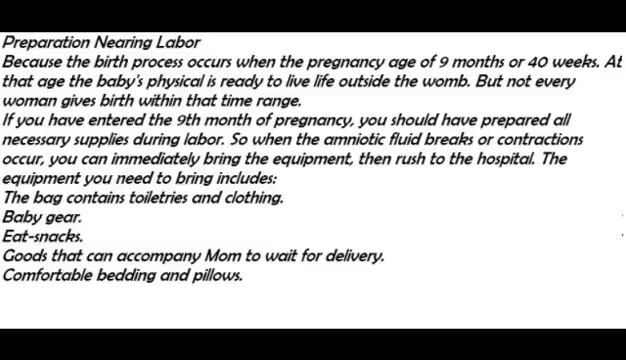 Preparation Nearing Labor
Because the birth process occurs when the pregnancy age of 9 months or 40 weeks. At
that age the baby's physical is ready to live life outside the womb. But not every
woman gives birth within that time range.
If you have entered the 9th month of pregnancy, you should have prepared all
necessary supplies during labor. So when the amniotic fluid breaks or contractions
occur, you can immediately bring the equipment, then rush to the hospital. The
equipment you need to bring includes:
The bag contains toiletries and clothing.
Baby gear.
Eat-snacks.
Goods that can accompany Mom to wait for delivery.
Comfortable bedding and pillows.